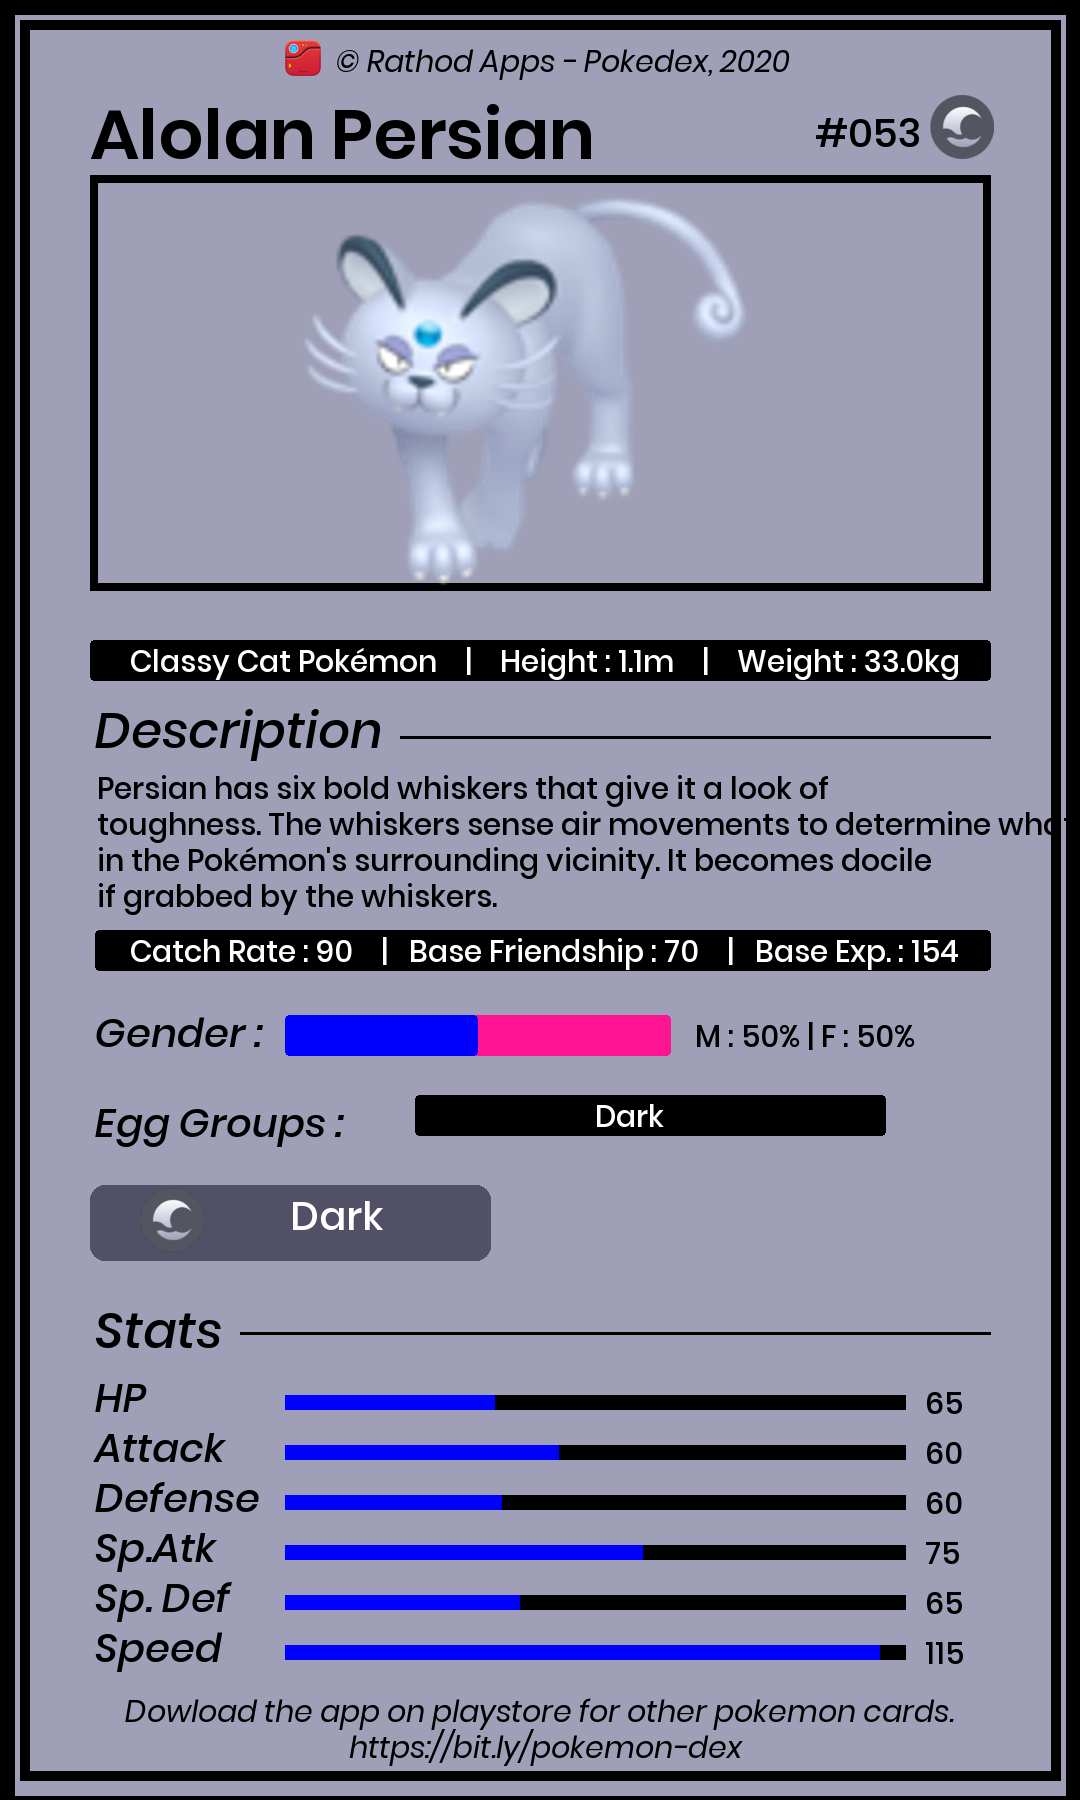 © Rathod Apps - Pokedex, 2020
Alolan Persian #053
Classy Cat Pokémon | Height : 1.1m | Weight : 33.0kg
Description
Persian has six bold whiskers that give it a look of
toughness. The whiskers sense air movements to determine what
in the Pokémon's surrounding vicinity. It becomes docile
if grabbed by the whiskers.
Catch Rate : 90 | Base Friendship : 70 | Base Exp. : 154
Gender : M : 50% | F : 50%
Egg Groups : Dark
Dark
Stats
HP 65
Attack 60
Defense 60
Sp.Atk 75
Sp. Def 65
Speed 115
Dowload the app on playstore for other pokemon cards.
https://bit.ly/pokemon-dex